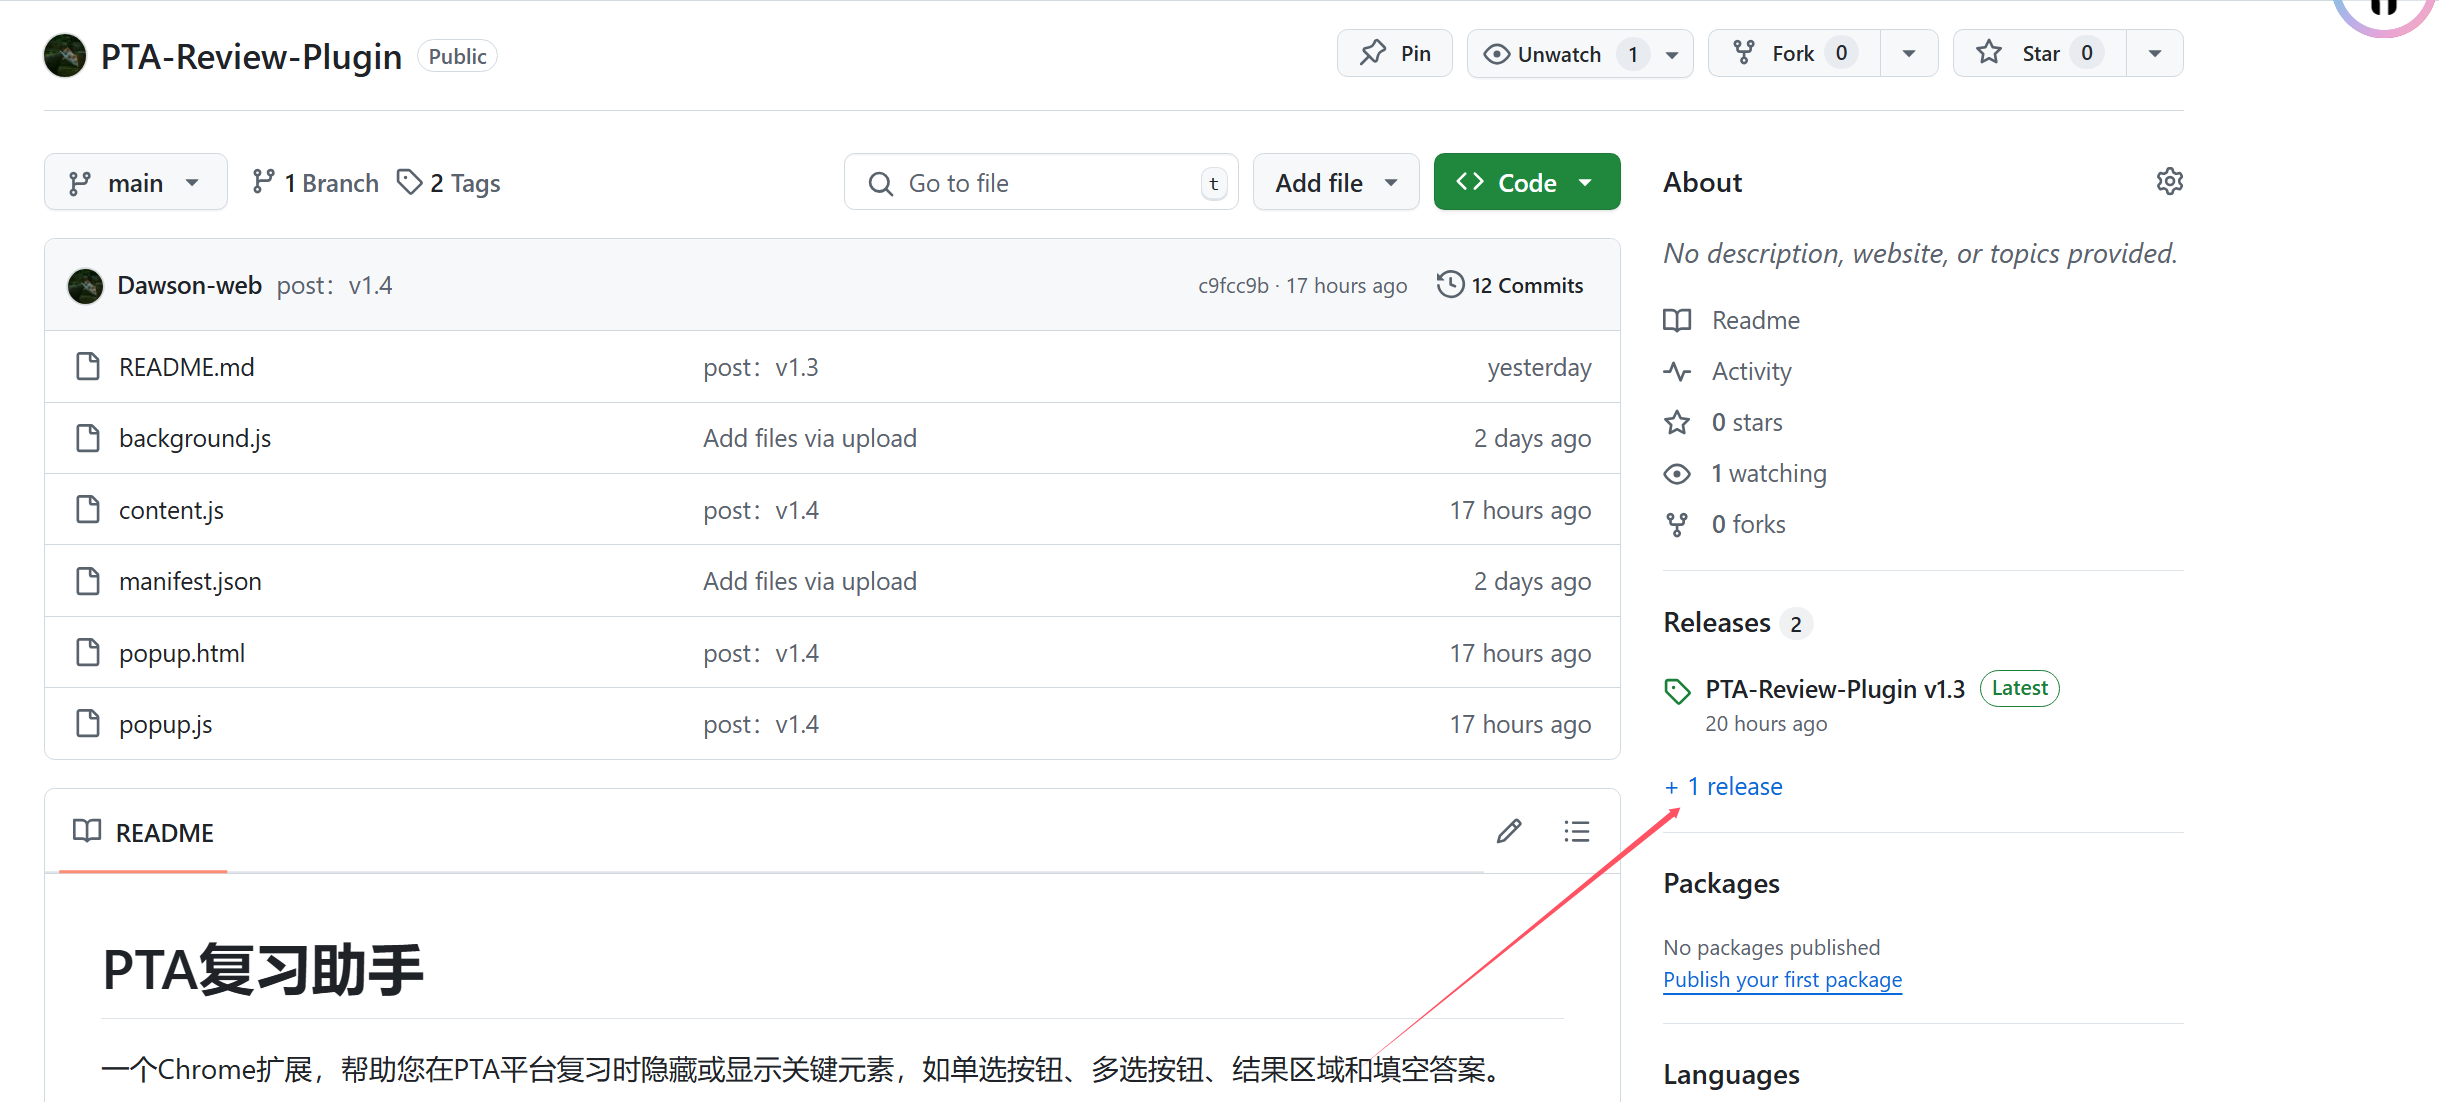 PTA-Review-Plugin Public
Pin Unwatch 1 Fork 0 Star 0
main 1 Branch 2 Tags Go to file t Add file Code
Dawson-web post：v1.4 c9fcc9b · 17 hours ago 12 Commits
README.md post：v1.3 yesterday
background.js Add files via upload 2 days ago
content.js post：v1.4 17 hours ago
manifest.json Add files via upload 2 days ago
popup.html post：v1.4 17 hours ago
popup.js post：v1.4 17 hours ago
README
PTA复习助手
一个Chrome扩展，帮助您在PTA平台复习时隐藏或显示关键元素，如单选按钮、多选按钮、结果区域和填空答案。
About
No description, website, or topics provided.
Readme
Activity
0 stars
1 watching
0 forks
Releases 2
PTA-Review-Plugin v1.3 Latest
20 hours ago
+ 1 release
Packages
No packages published
Publish your first package
Languages